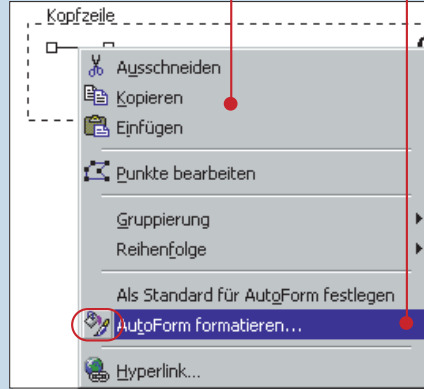 Kopfzeile
Ausschneiden
Kopieren
Einfügen
Punkte bearbeiten
Gruppierung
Reihenfolge
Als Standard für AutoForm festlegen
AutoForm formatieren...
Hyperlink...